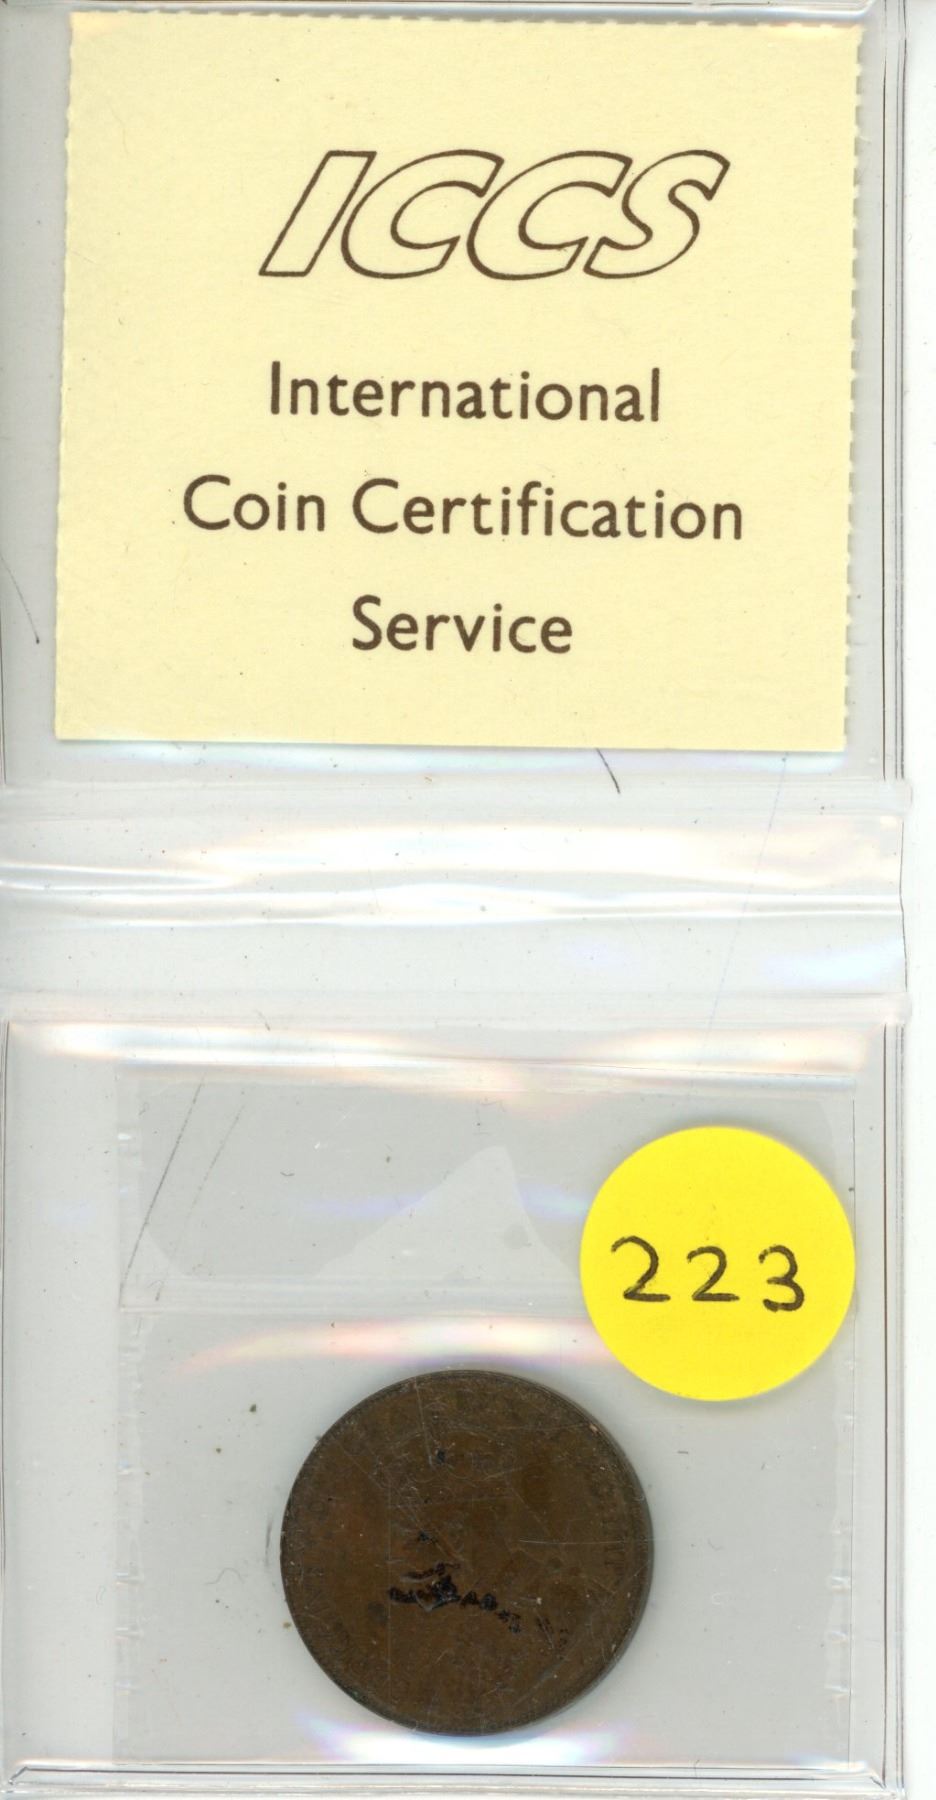 ICCS
International
Coin Certification
Service
223